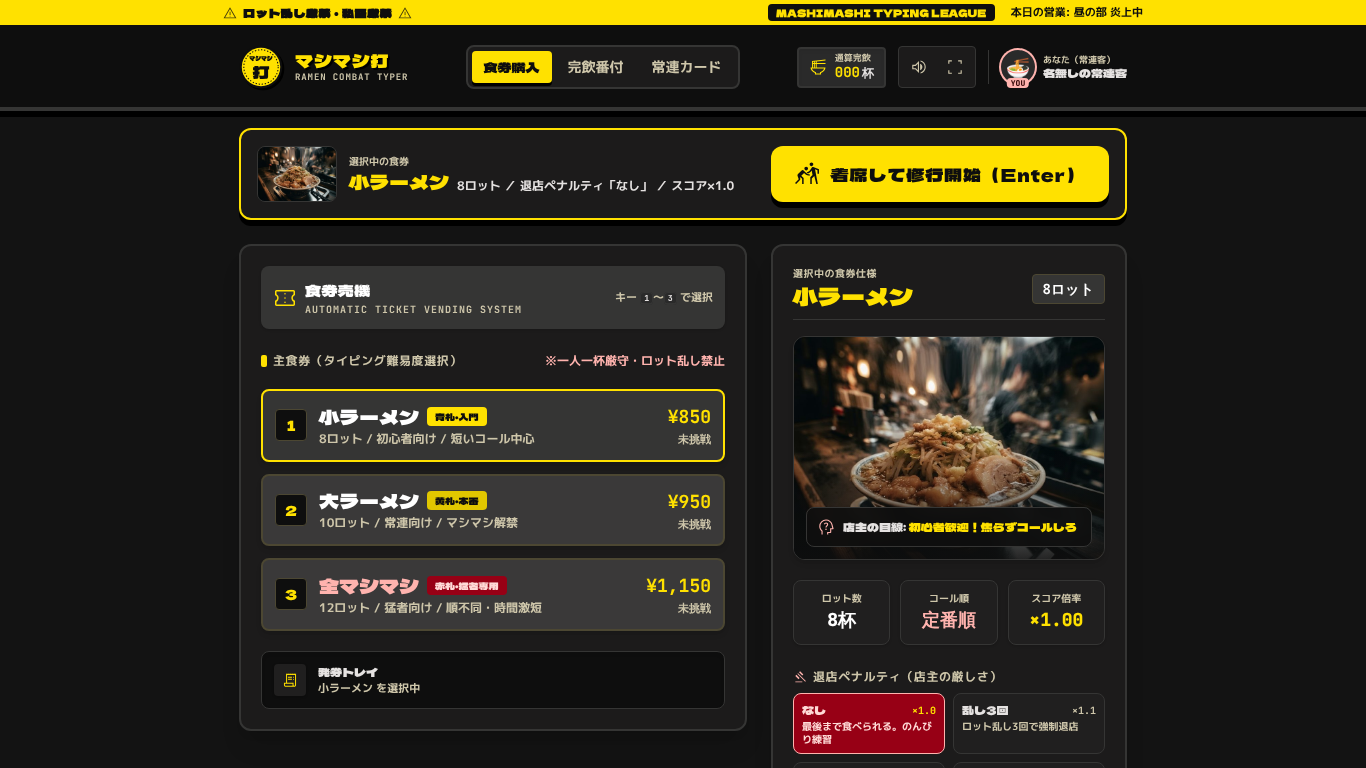 ⚠ ロット乱し厳禁・動画厳禁 ⚠
MASHIMASHI TYPING LEAGUE
本日の営業: 昼の部 炎上中
マシマシ
打
マシマシ打
RAMEN COMBAT TYPER
食券購入
完飲番付
常連カード
通算完飲
000杯
あなた（常連客）
名無しの常連客
YOU
選択中の食券
小ラーメン 8ロット ／ 退店ペナルティ「なし」 ／ スコア×1.0
着席して修行開始（Enter）
食券売機
AUTOMATIC TICKET VENDING SYSTEM
キー 1 〜 3 で選択
主食券（タイピング難易度選択）
※一人一杯厳守・ロット乱し禁止
1
小ラーメン 青札・入門
8ロット / 初心者向け / 短いコール中心
¥850
未挑戦
2
大ラーメン 黄札・本番
10ロット / 常連向け / マシマシ解禁
¥950
未挑戦
3
全マシマシ 赤札・猛者専用
12ロット / 猛者向け / 順不同・時間激短
¥1,150
未挑戦
発券トレイ
小ラーメン を選択中
選択中の食券仕様
小ラーメン
8ロット
店主の目線: 初心者歓迎！焦らずコールしろ
ロット数
8杯
コール順
定番順
スコア倍率
×1.00
退店ペナルティ（店主の厳しさ）
なし ×1.0
最後まで食べられる。のんび
り練習
乱し3回 ×1.1
ロット乱し3回で強制退店